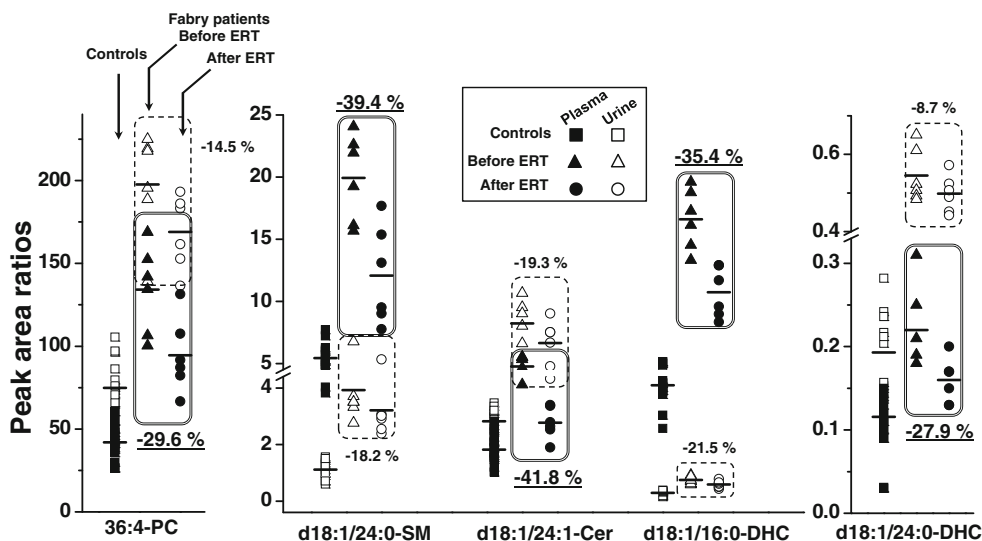 Fabry patients
Before ERT
Controls
After ERT
Peak area ratios
200
150
100
50
0
-14.5 %
-29.6 %
36:4-PC
25
20
15
10
5
4
2
0
-39.4 %
-18.2 %
d18:1/24:0-SM
Plasma
Urine
Controls
Before ERT
After ERT
-19.3 %
-41.8 %
d18:1/24:1-Cer
-35.4 %
-21.5 %
d18:1/16:0-DHC
0.6
0.4
0.3
0.2
0.1
0.0
-8.7 %
-27.9 %
d18:1/24:0-DHC